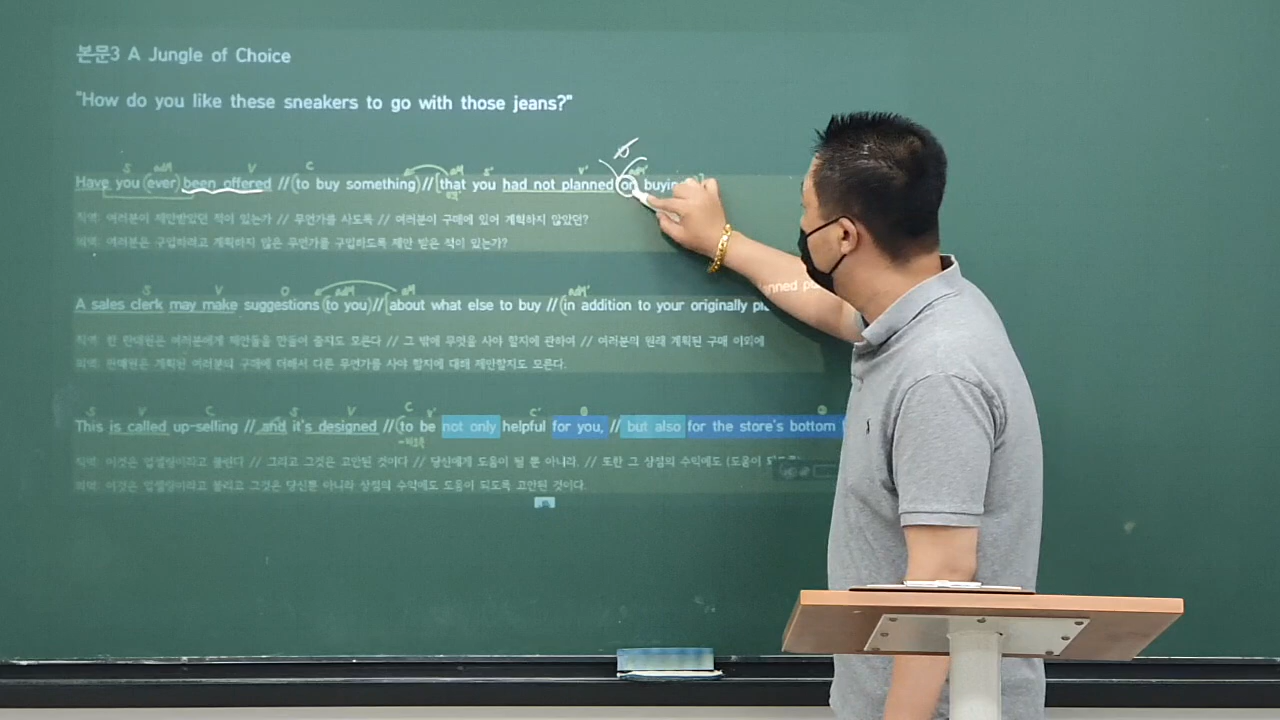 본문3 A Jungle of Choice
"How do you like these sneakers to go with those jeans?"
S adv V C S' V'
Have you (ever) been offered //(to buy something)//[that you had not planned on
직역: 여러분이 제안받았던 적이 있는가 // 무언가를 사도록 // 여러분이 구매에 있어 계획하지 않았던?
의역: 여러분은 구입하려고 계획하지 않은 무언가를 구입하도록 제안 받은 적이 있는가?
S V O
A sales clerk may make suggestions (to you)//[about what else to buy //(in addition to your originally
직역: 한 판매원은 여러분에게 제안들을 만들어 줄지도 모른다 // 그 밖에 무엇을 사야 할지에 관하여 // 여러분의 원래 계획된 구매 이외에
의역: 판매원은 계획된 여러분의 구매에 더해서 다른 무언가를 사야 할지에 대해 제안할지도 모른다.
S V C S V C V' C'
This is called up-selling // and it's designed //(to be not only helpful for you, // but also for the store's bottom
직역: 이것은 업셀링이라고 불린다 // 그리고 그것은 고안된 것이다 // 당신에게 도움이 될 뿐 아니라, // 또한 그 상점의 수익에도 (도움이
의역: 이것은 업셀링이라고 불리고 그것은 당신뿐 아니라 상점의 수익에도 도움이 되도록 고안된 것이다.